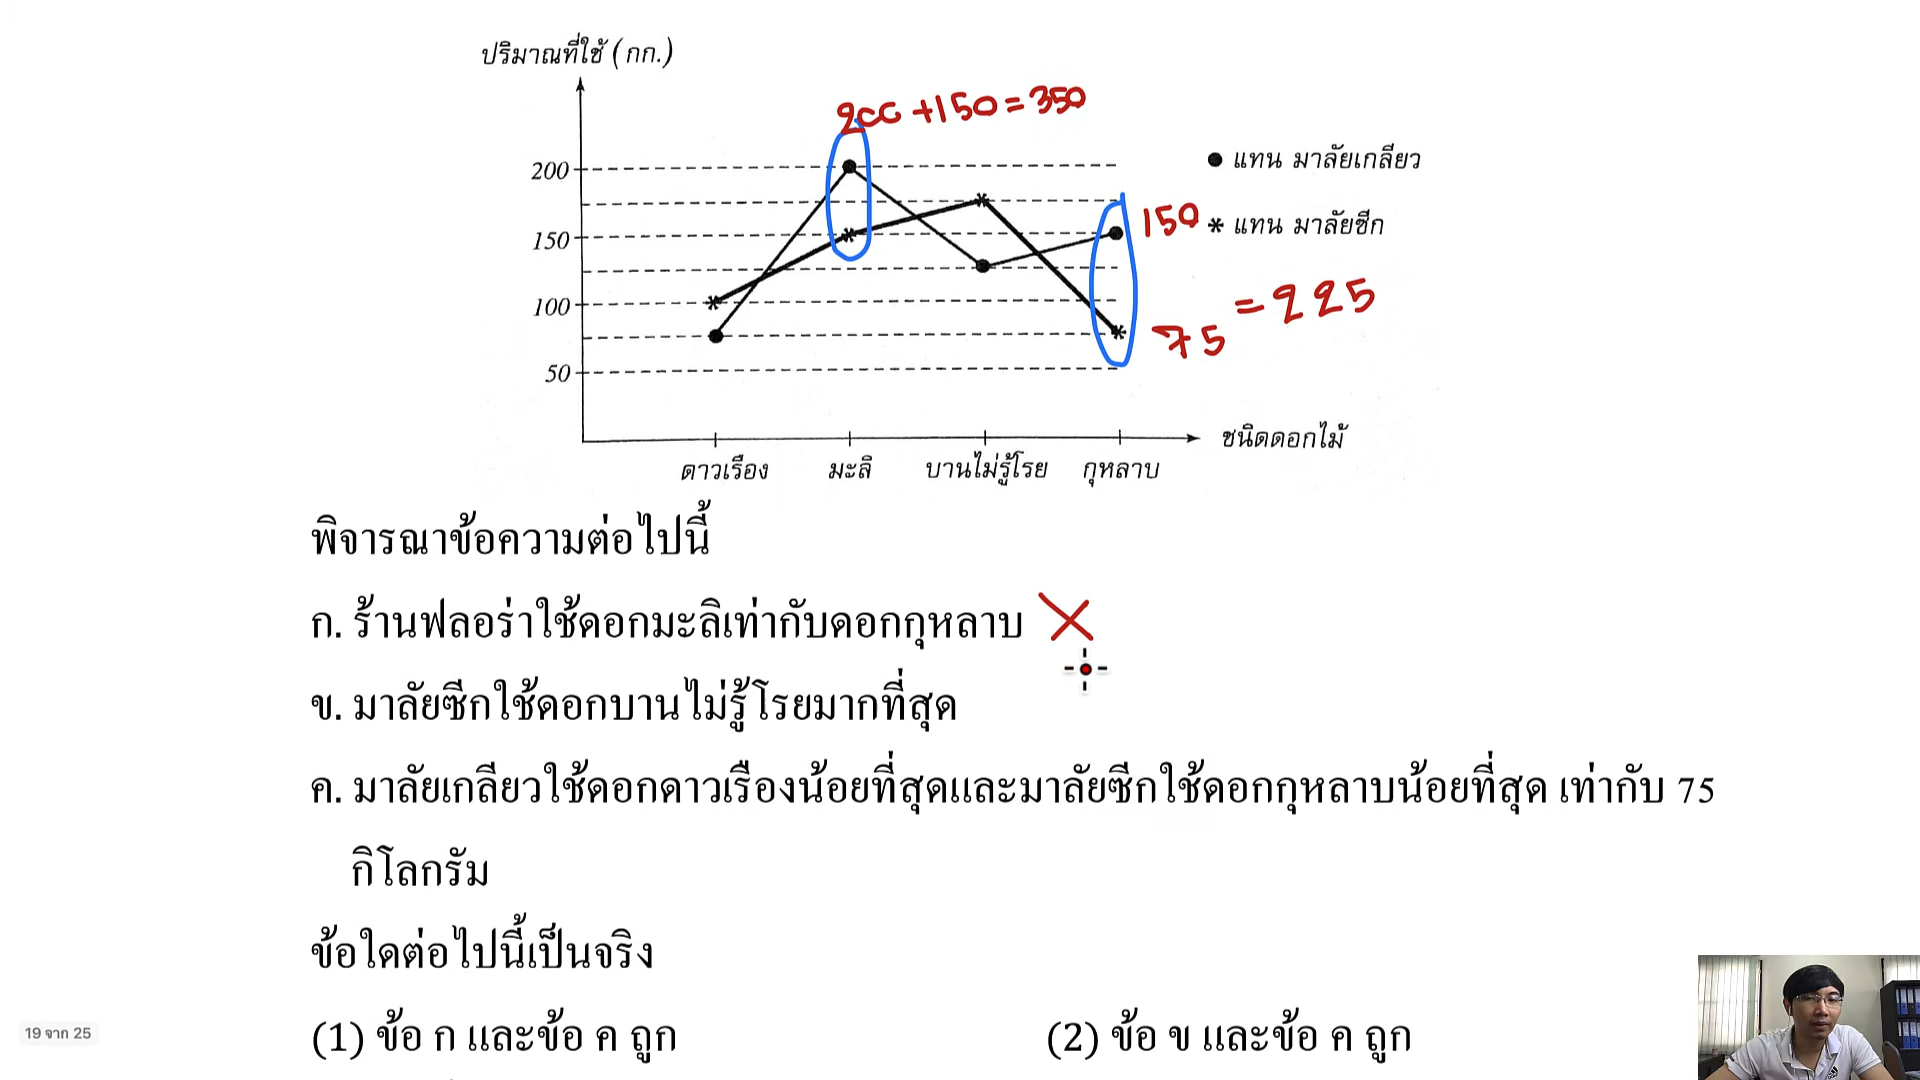 ปริมาณที่ใช้ (กก.)
200 + 150 = 350
200
150
100
50
● แทน มาลัยเกลียว
* แทน มาลัยซีก
150
75
= 225
ชนิดดอกไม้
ดาวเรือง มะลิ บานไม่รู้โรย กุหลาบ
พิจารณาข้อความต่อไปนี้
ก. ร้านฟลอร่าใช้ดอกมะลิเท่ากับดอกกุหลาบ
ข. มาลัยซีกใช้ดอกบานไม่รู้โรยมากที่สุด
ค. มาลัยเกลียวใช้ดอกดาวเรืองน้อยที่สุดและมาลัยซีกใช้ดอกกุหลาบน้อยที่สุด เท่ากับ 75
กิโลกรัม
ข้อใดต่อไปนี้เป็นจริง
(1) ข้อ ก และข้อ ค ถูก (2) ข้อ ข และข้อ ค ถูก
19 จาก 25